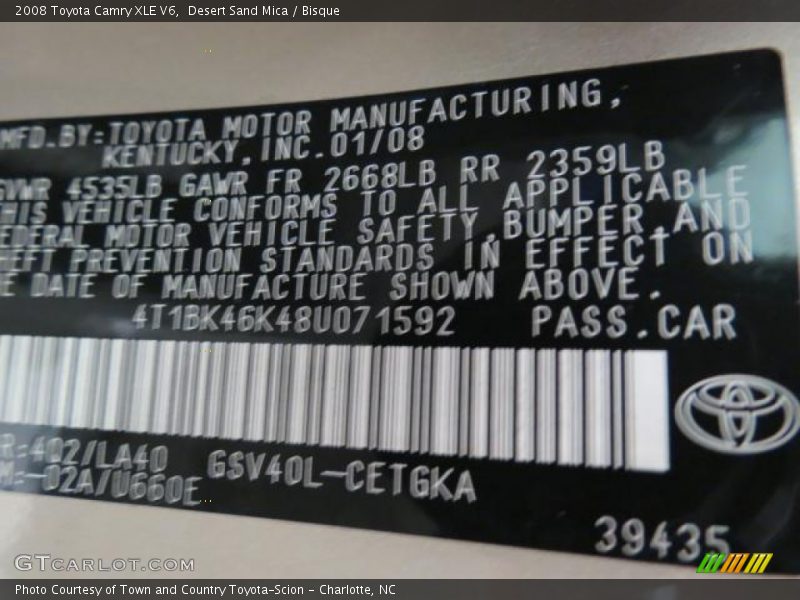 2008 Toyota Camry XLE V6, Desert Sand Mica / Bisque
MFD.BY:TOYOTA MOTOR MANUFACTURING,
KENTUCKY,INC.01/08
GVWR 4535LB GAWR FR 2668LB RR 2359LB
THIS VEHICLE CONFORMS TO ALL APPLICABLE
FEDERAL MOTOR VEHICLE SAFETY,BUMPER,AND
THEFT PREVENTION STANDARDS IN EFFECT ON
THE DATE OF MANUFACTURE SHOWN ABOVE.
4T1BK46K48U071592 PASS.CAR
R:402/LA40 GSV40L-CETGKA
M:-02A/U660E
39435
GTCARLOT.COM
Photo Courtesy of Town and Country Toyota-Scion - Charlotte, NC